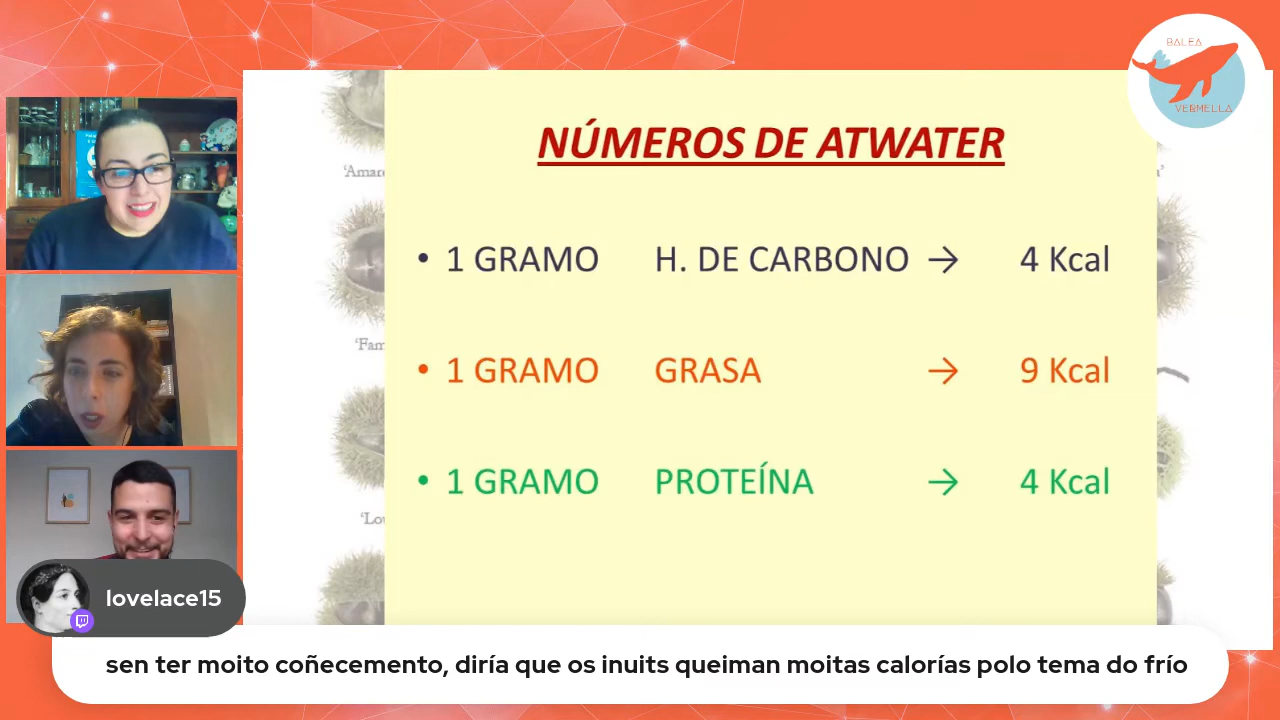 BALEA
VERMELLA
NÚMEROS DE ATWATER
• 1 GRAMO H. DE CARBONO → 4 Kcal
• 1 GRAMO GRASA → 9 Kcal
• 1 GRAMO PROTEÍNA → 4 Kcal
lovelace15
sen ter moito coñecemento, diría que os inuits queiman moitas calorías polo tema do frío